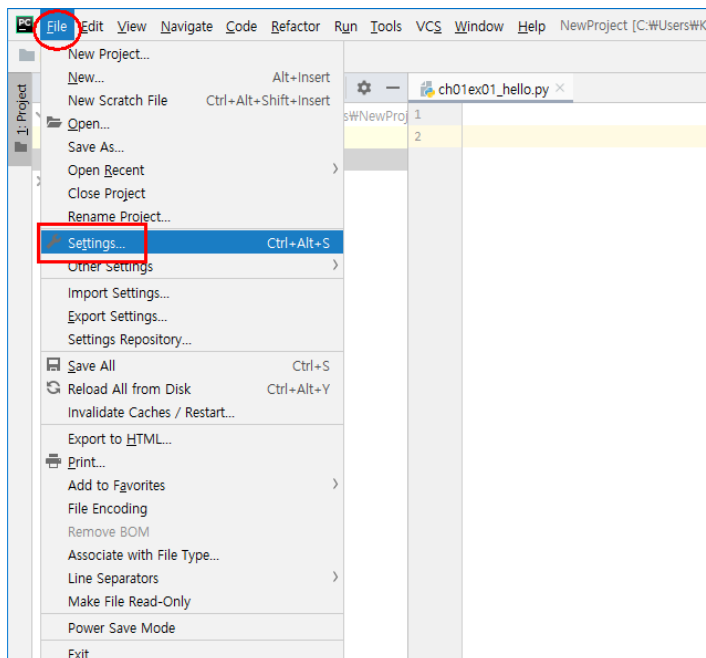 PC File Edit View Navigate Code Refactor Run Tools VCS Window Help NewProject [C:₩Users₩K
1: Project
ch01ex01_hello.py
s₩NewProj
1
2
New Project...
New... Alt+Insert
New Scratch File Ctrl+Alt+Shift+Insert
Open...
Save As...
Open Recent
Close Project
Rename Project...
Settings... Ctrl+Alt+S
Other Settings
Import Settings...
Export Settings...
Settings Repository...
Save All Ctrl+S
Reload All from Disk Ctrl+Alt+Y
Invalidate Caches / Restart...
Export to HTML...
Print...
Add to Favorites
File Encoding
Remove BOM
Associate with File Type...
Line Separators
Make File Read-Only
Power Save Mode
Exit